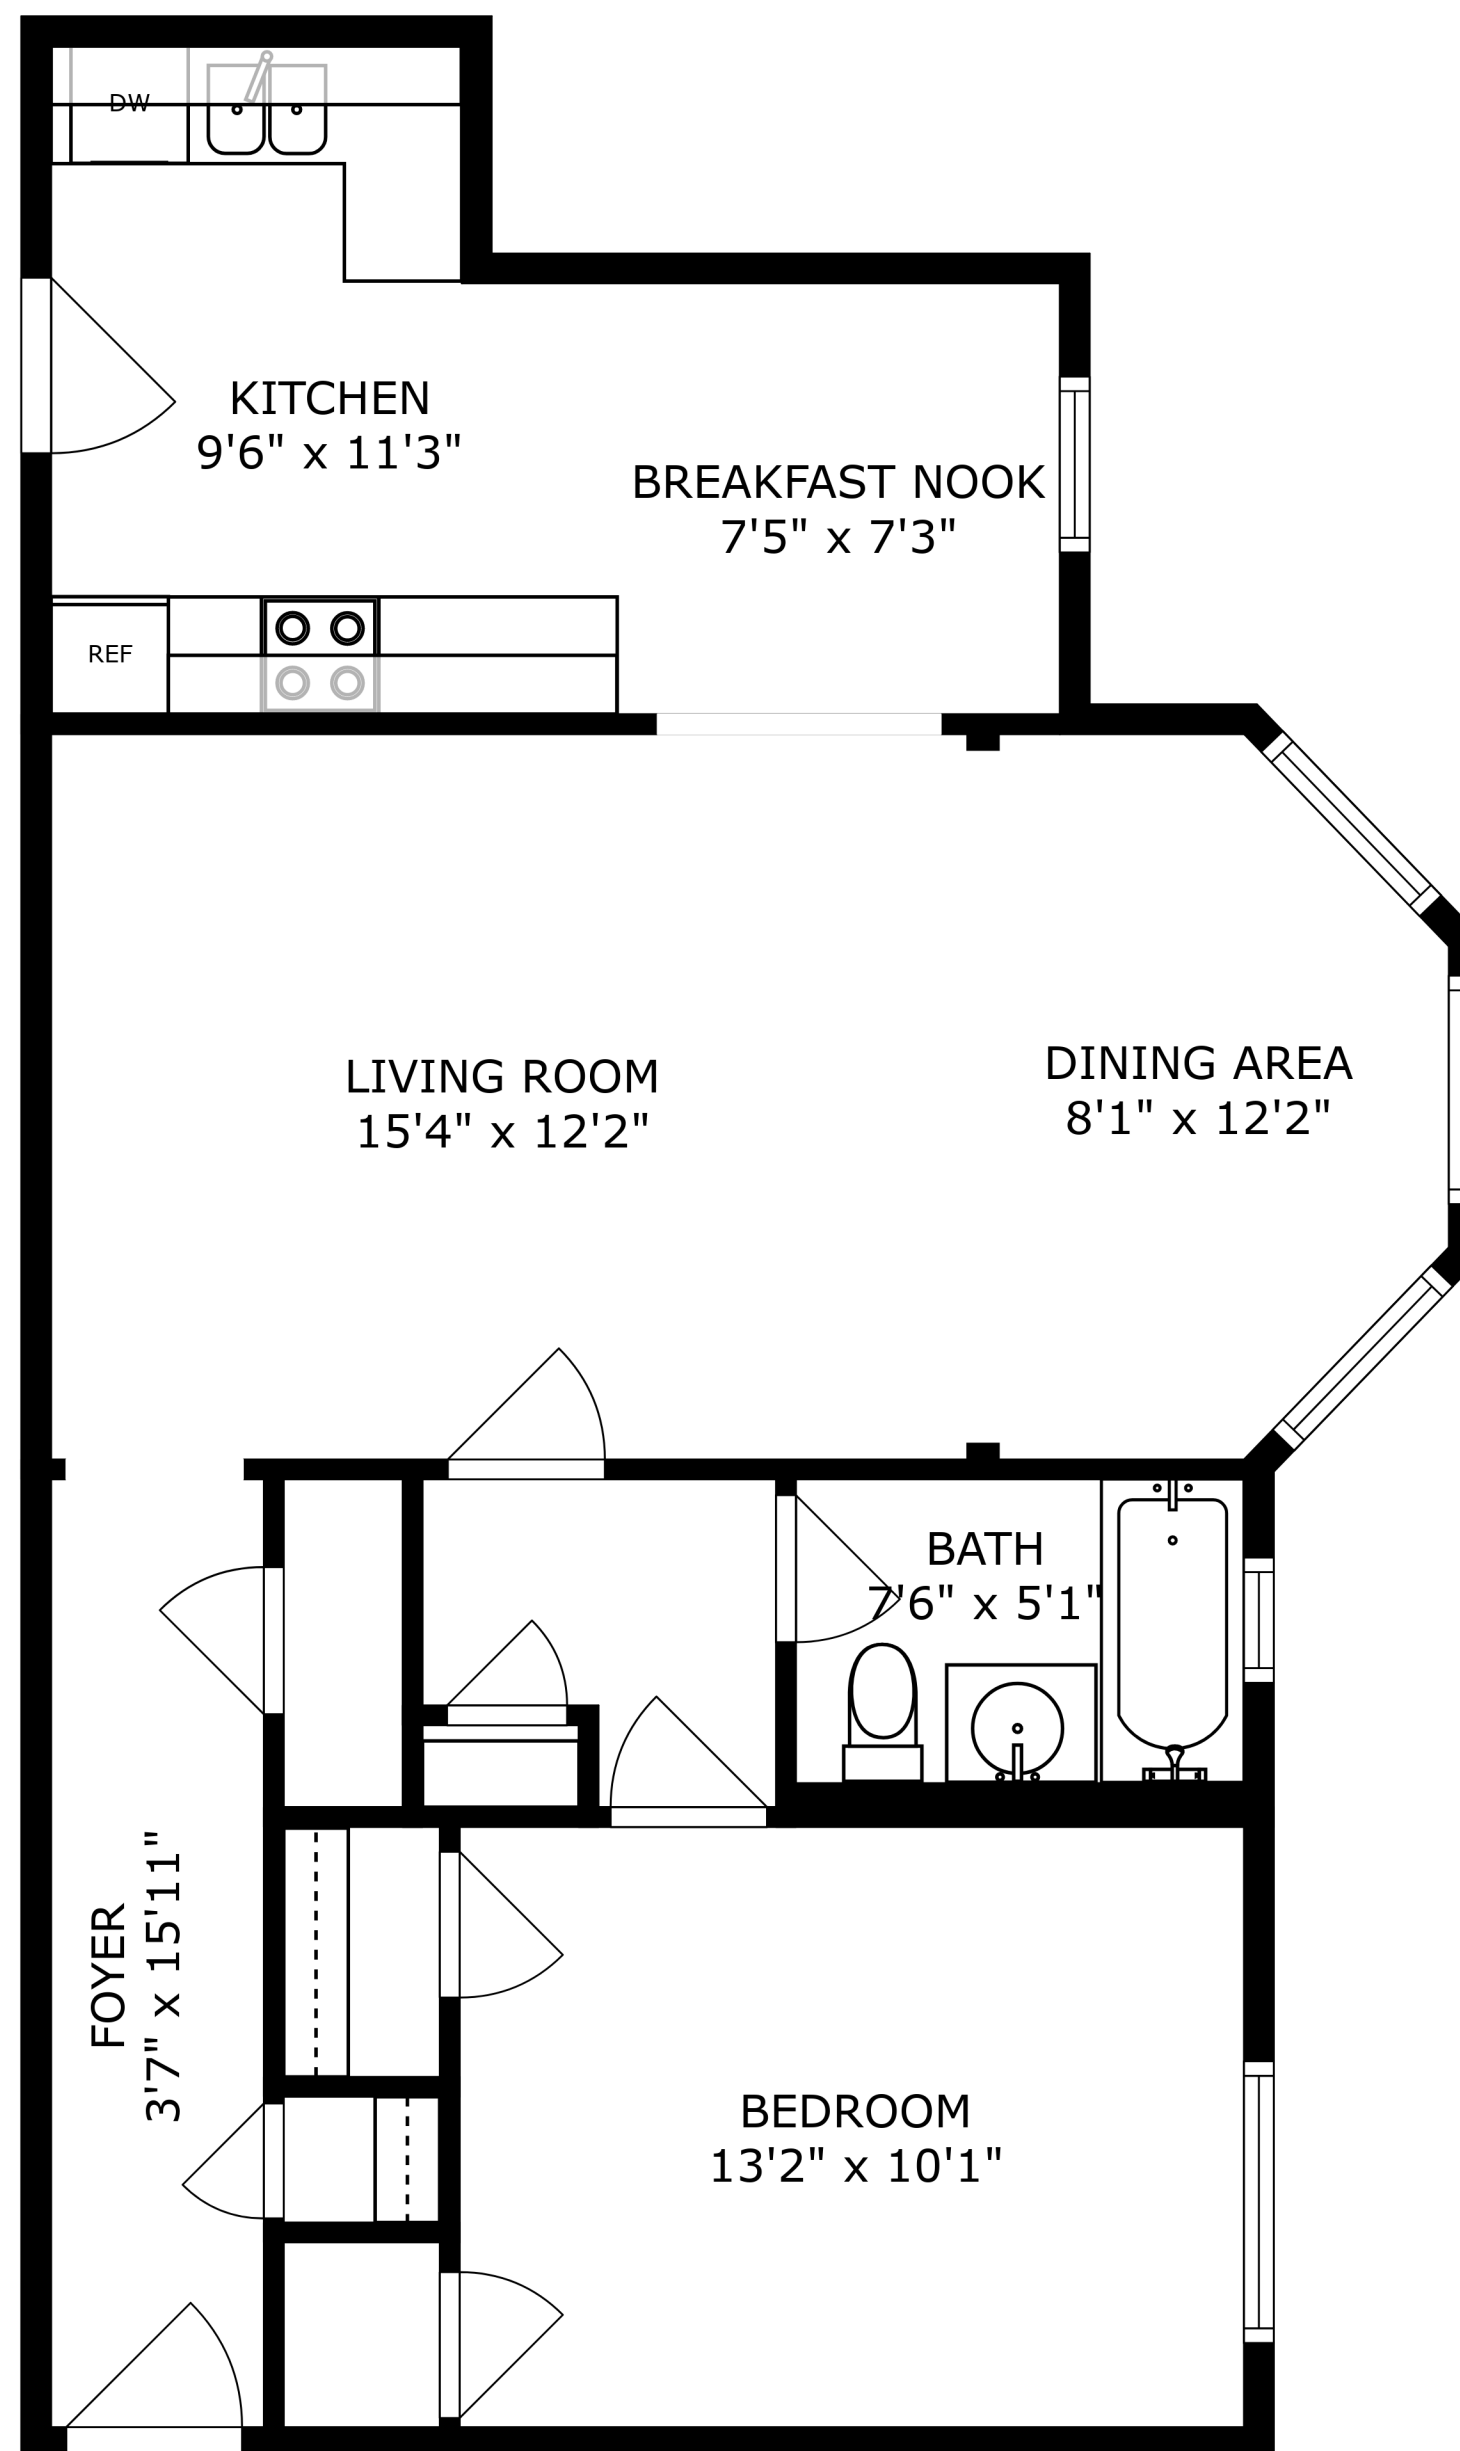 DW
KITCHEN
9'6" x 11'3"
BREAKFAST NOOK
7'5" x 7'3"
REF
LIVING ROOM
15'4" x 12'2"
DINING AREA
8'1" x 12'2"
BATH
7'6" x 5'1"
FOYER
3'7" x 15'11"
BEDROOM
13'2" x 10'1"